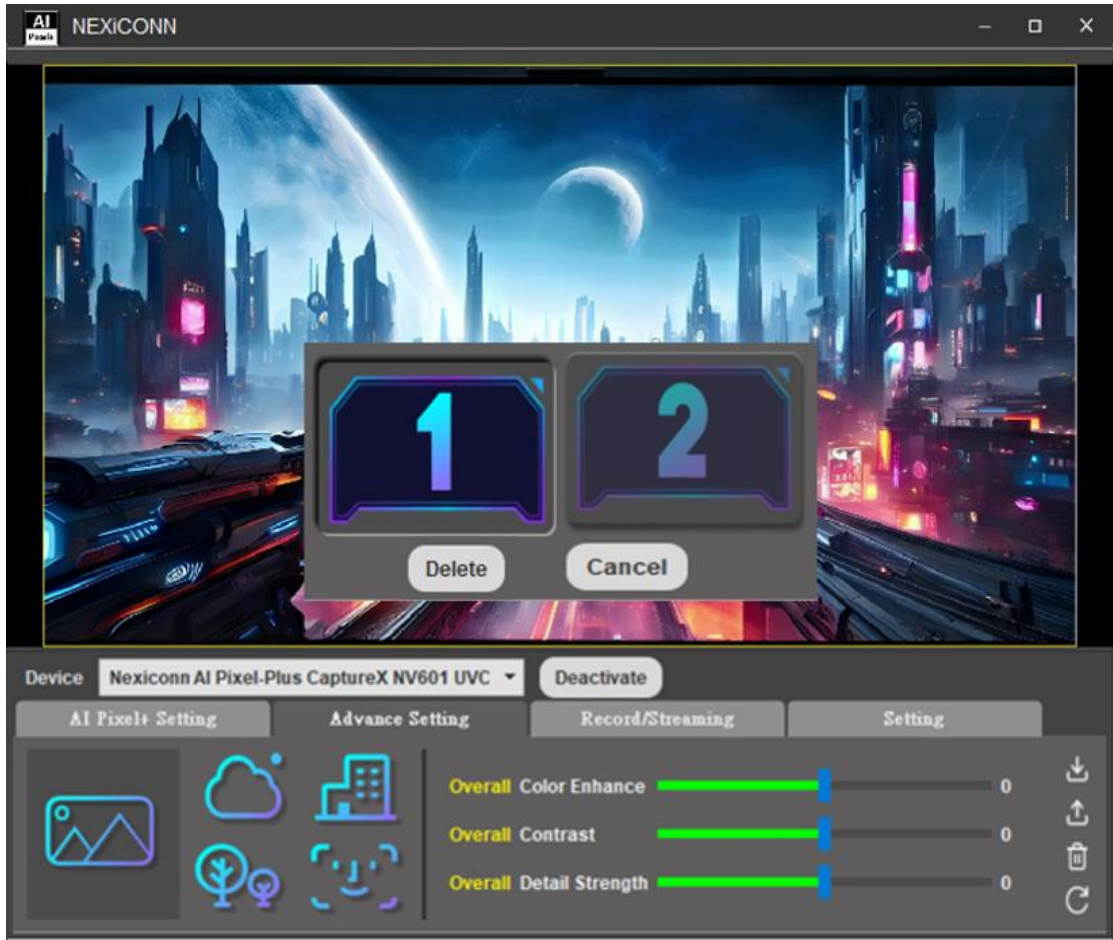 AI
Pixels
NEXiCONN
1
2
Delete
Cancel
Device
Nexiconn AI Pixel-Plus CaptureX NV601 UVC
Deactivate
AI Pixel+ Setting
Advance Setting
Record/Streaming
Setting
Overall Color Enhance
0
Overall Contrast
0
Overall Detail Strength
0